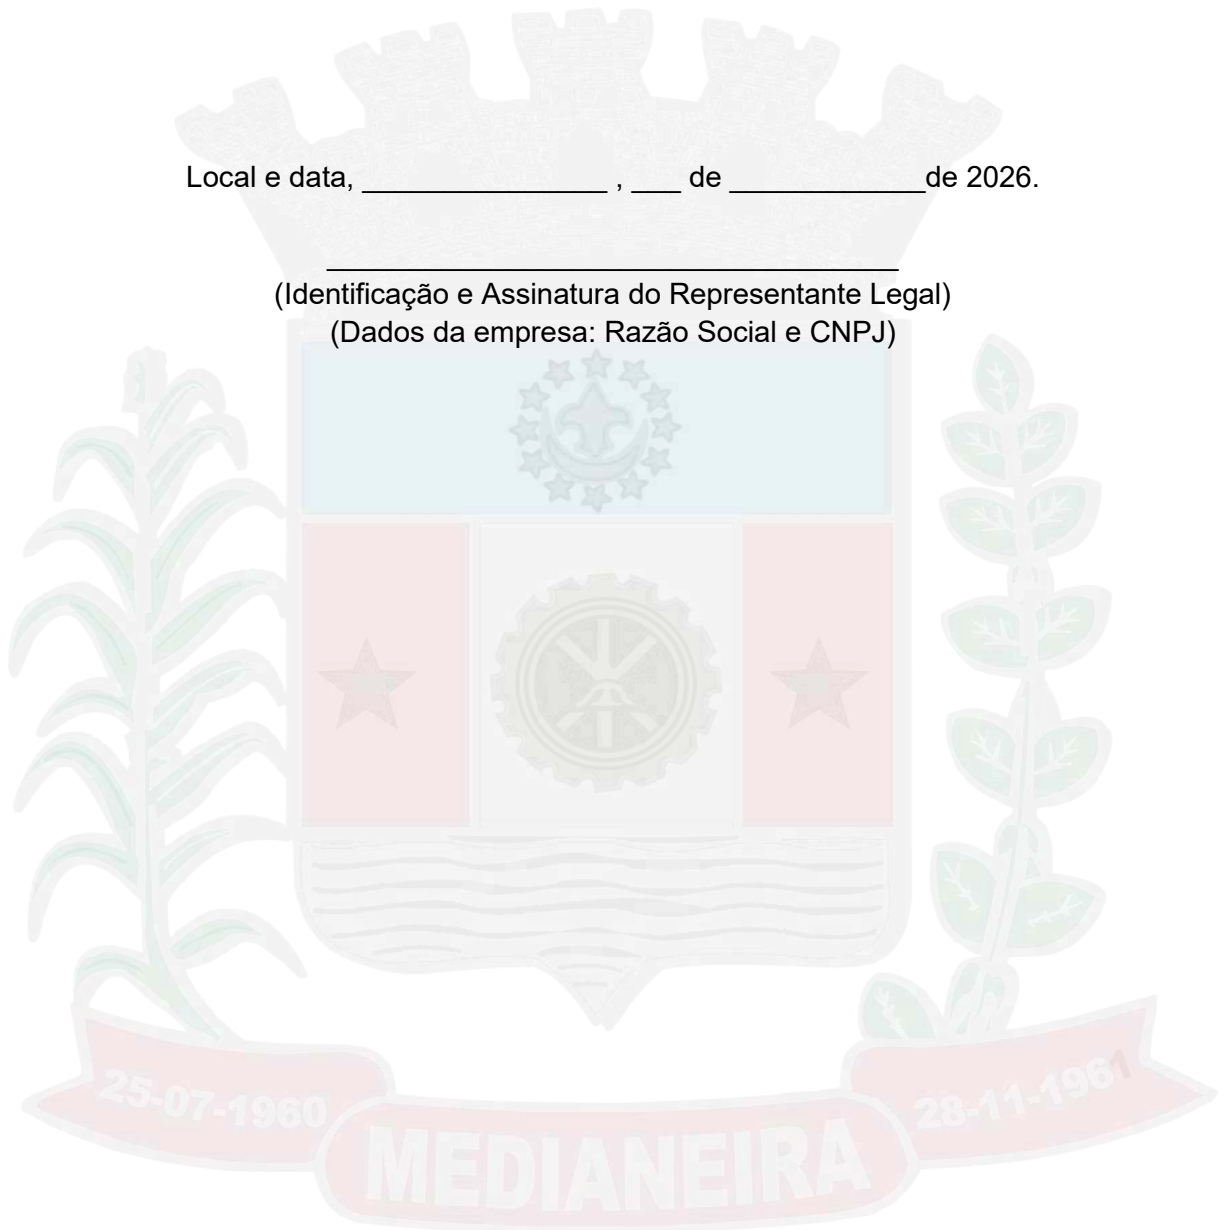 Local e data, _______________ , ___ de ____________de 2026.
___________________________________
(Identificação e Assinatura do Representante Legal)
(Dados da empresa: Razão Social e CNPJ)
25-07-1960
28-11-1961
MEDIANEIRA